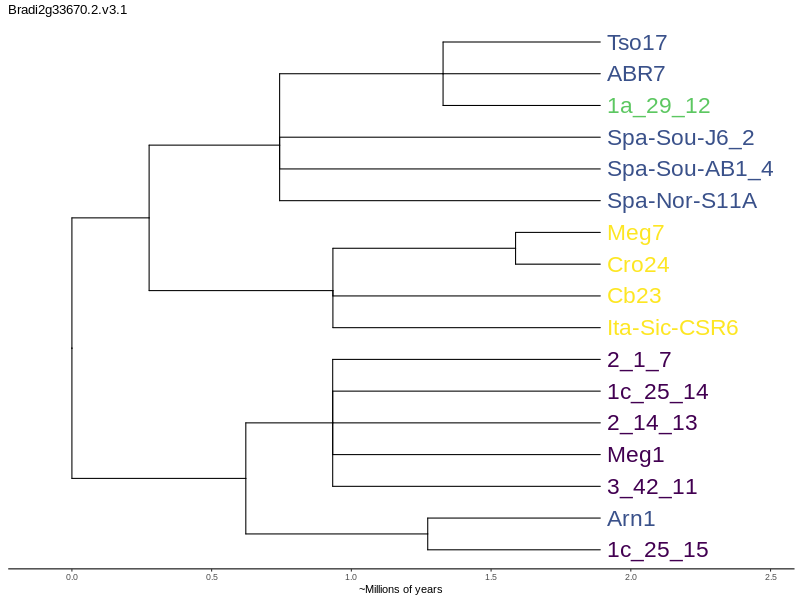 Bradi2g33670.2.v3.1
Tso17
ABR7
1a_29_12
Spa-Sou-J6_2
Spa-Sou-AB1_4
Spa-Nor-S11A
Meg7
Cro24
Cb23
Ita-Sic-CSR6
2_1_7
1c_25_14
2_14_13
Meg1
3_42_11
Arn1
1c_25_15
0.0 0.5 1.0 1.5 2.0 2.5
~Millions of years